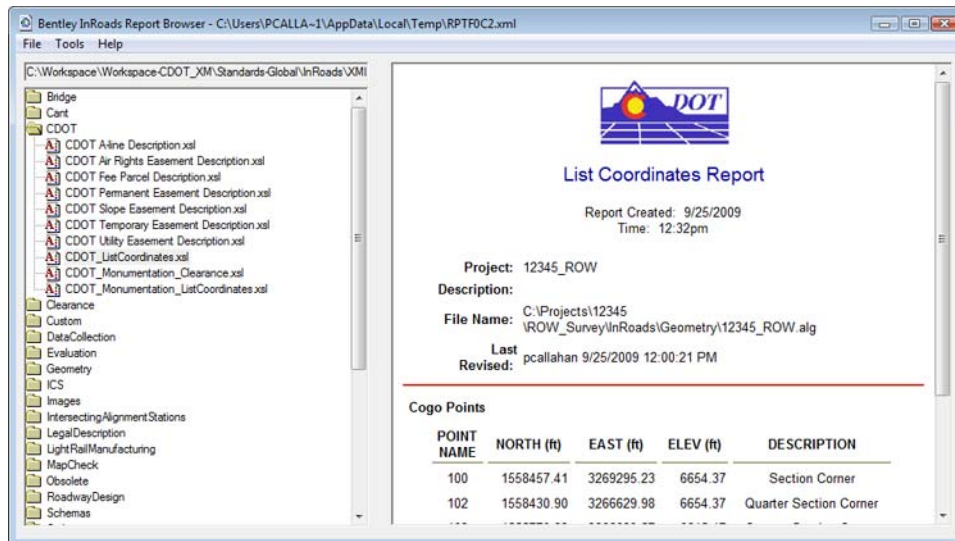 Bentley InRoads Report Browser - C:\Users\PCALLA~1\AppData\Local\Temp\RPTF0C2.xml
File Tools Help
C:\Workspace\Workspace-CDOT_XM\Standards-Global\InRoads\XMI
Bridge
Cant
CDOT
CDOT A-line Description.xsl
CDOT Air Rights Easement Description.xsl
CDOT Fee Parcel Description.xsl
CDOT Permanent Easement Description.xsl
CDOT Slope Easement Description.xsl
CDOT Temporary Easement Description.xsl
CDOT Utility Easement Description.xsl
CDOT_ListCoordinates.xsl
CDOT_Monumentation_Clearance.xsl
CDOT_Monumentation_ListCoordinates.xsl
Clearance
Custom
DataCollection
Evaluation
Geometry
ICS
Images
IntersectingAlignmentStations
LegalDescription
LightRailManufacturing
MapCheck
Obsolete
RoadwayDesign
Schemas
DOT
List Coordinates Report
Report Created: 9/25/2009
Time: 12:32pm
Project: 12345_ROW
Description:
File Name: C:\Projects\12345
\ROW_Survey\InRoads\Geometry\12345_ROW.alg
Last Revised: pcallahan 9/25/2009 12:00:21 PM
Cogo Points
POINT NAME NORTH (ft) EAST (ft) ELEV (ft) DESCRIPTION
100 1558457.41 3269295.23 6654.37 Section Corner
102 1558430.90 3266629.98 6654.37 Quarter Section Corner